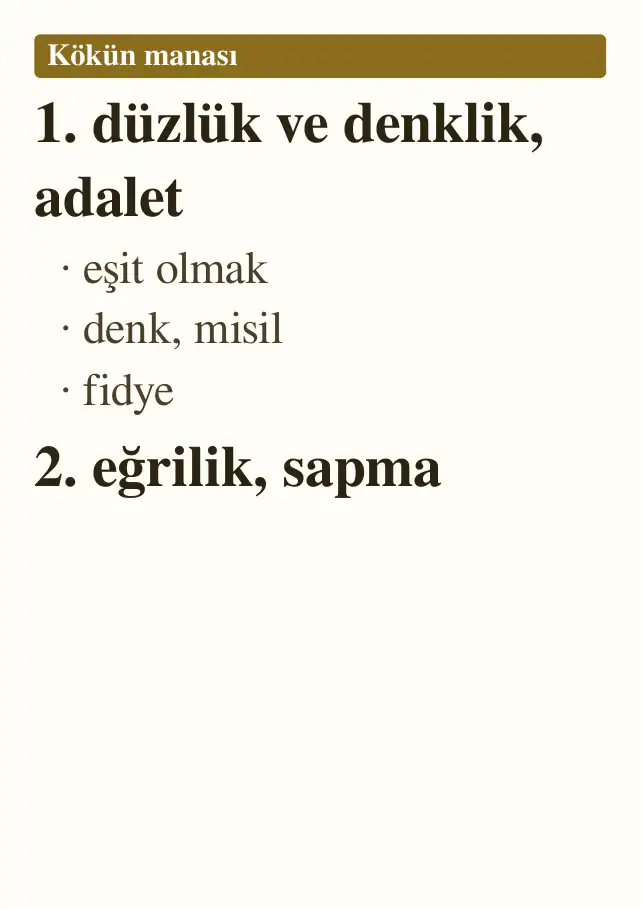 Kökün manası
1. düzlük ve denklik,
adalet
· eşit olmak
· denk, misil
· fidye
2. eğrilik, sapma